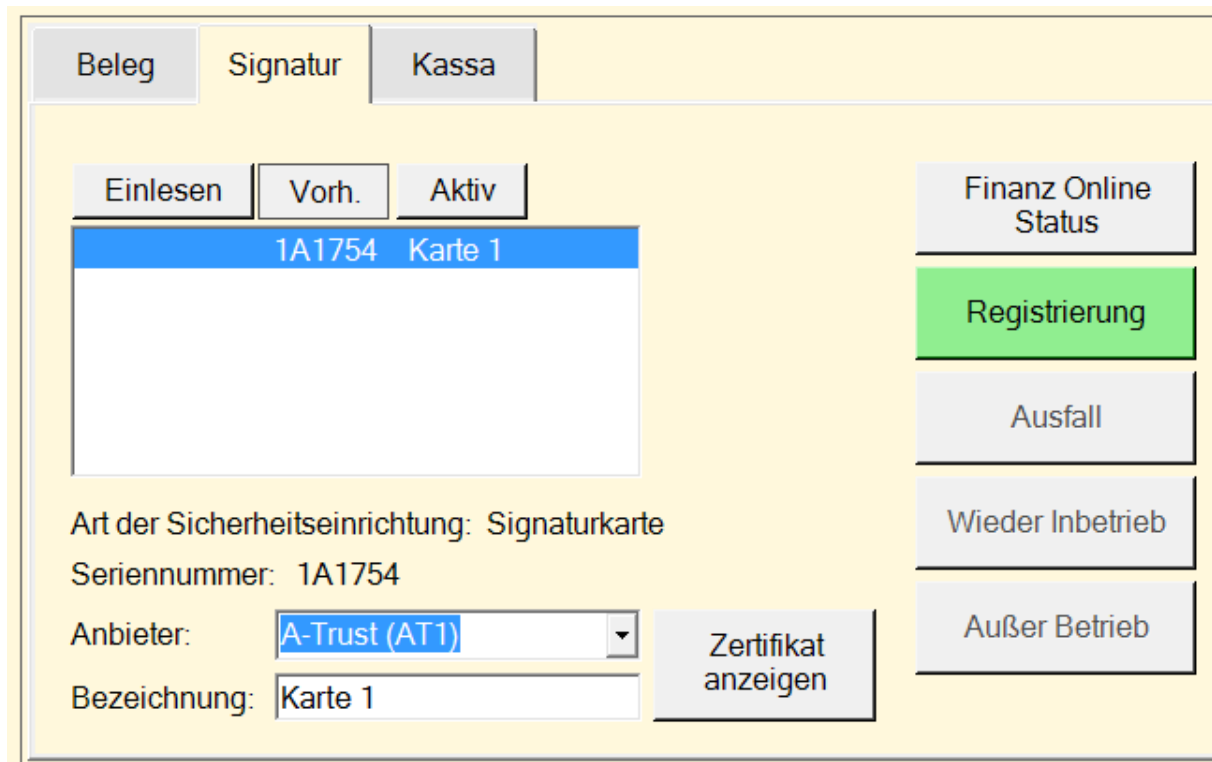 Beleg Signatur Kassa
Einlesen Vorh. Aktiv
1A1754 Karte 1
Art der Sicherheitseinrichtung: Signaturkarte
Seriennummer: 1A1754
Anbieter: A-Trust (AT1)
Bezeichnung: Karte 1
Zertifikat
anzeigen
Finanz Online
Status
Registrierung
Ausfall
Wieder Inbetrieb
Außer Betrieb